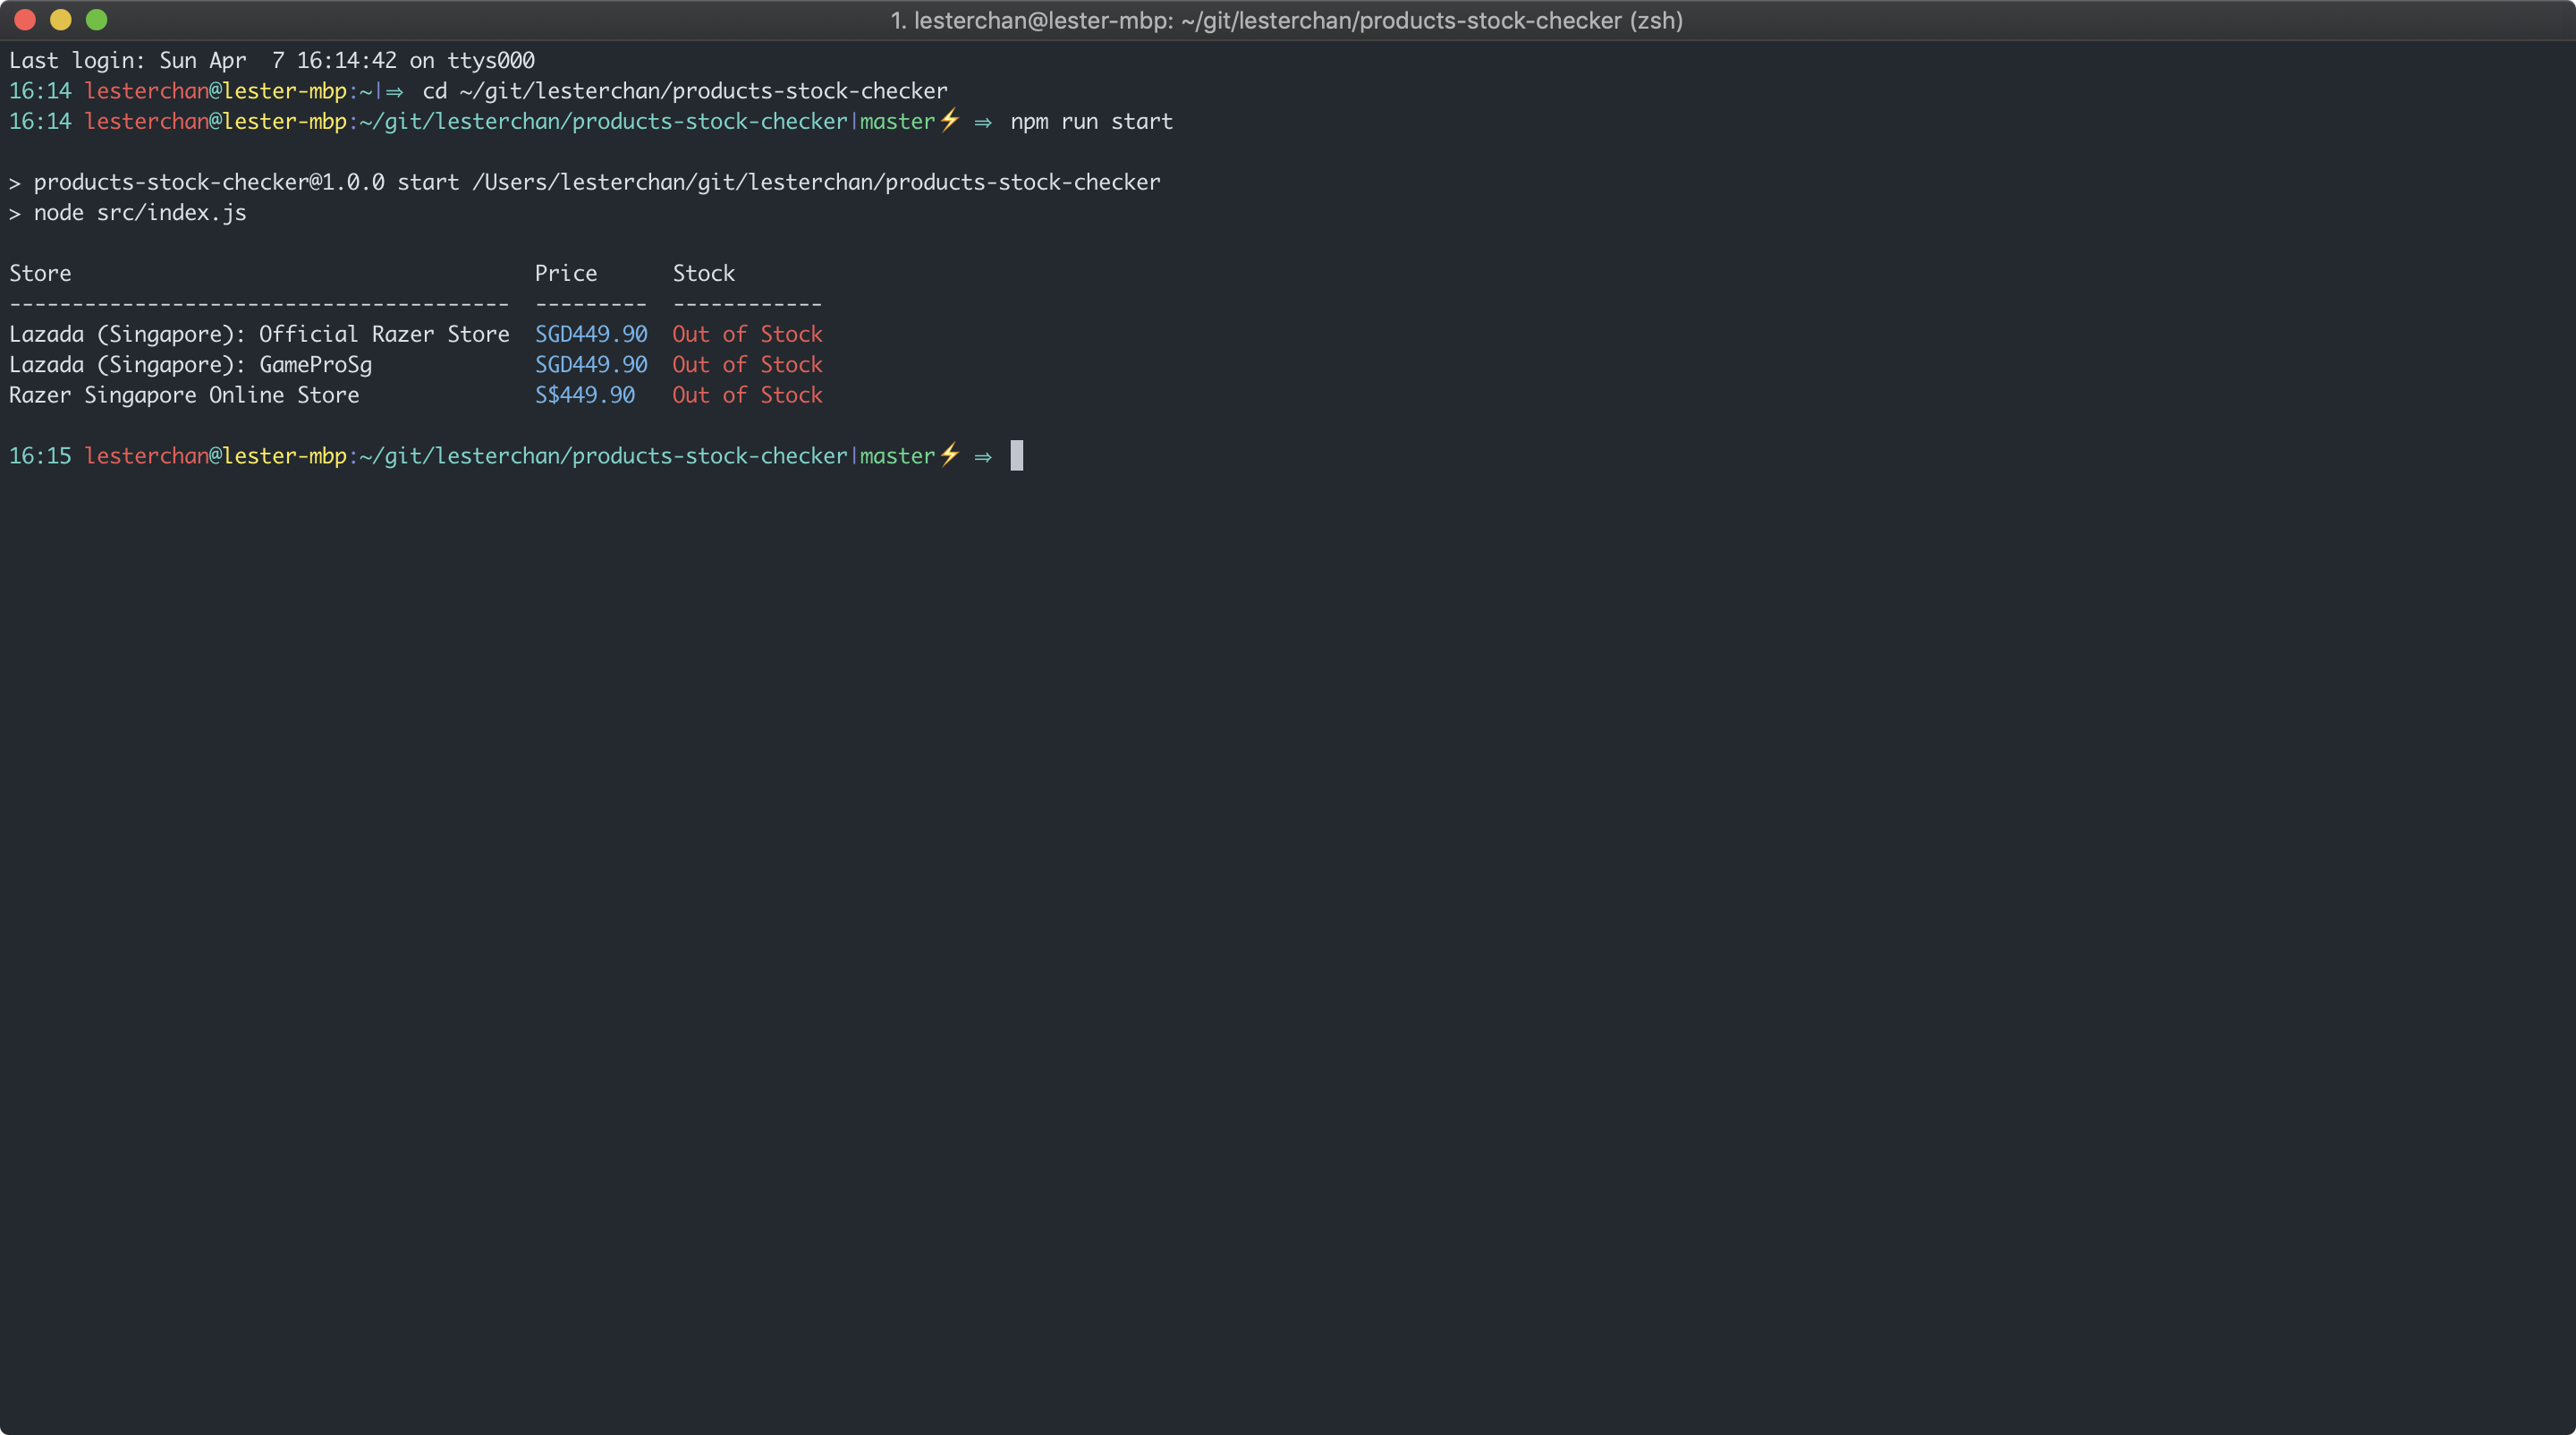 1. lesterchan@lester-mbp: ~/git/lesterchan/products-stock-checker (zsh)
Last login: Sun Apr  7 16:14:42 on ttys000
16:14 lesterchan@lester-mbp:~|⇒ cd ~/git/lesterchan/products-stock-checker
16:14 lesterchan@lester-mbp:~/git/lesterchan/products-stock-checker|master⚡ ⇒ npm run start
> products-stock-checker@1.0.0 start /Users/lesterchan/git/lesterchan/products-stock-checker
> node src/index.js
Store                                     Price      Stock
----------------------------------------  ---------  ------------
Lazada (Singapore): Official Razer Store  SGD449.90  Out of Stock
Lazada (Singapore): GameProSg             SGD449.90  Out of Stock
Razer Singapore Online Store              S$449.90   Out of Stock
16:15 lesterchan@lester-mbp:~/git/lesterchan/products-stock-checker|master⚡ ⇒